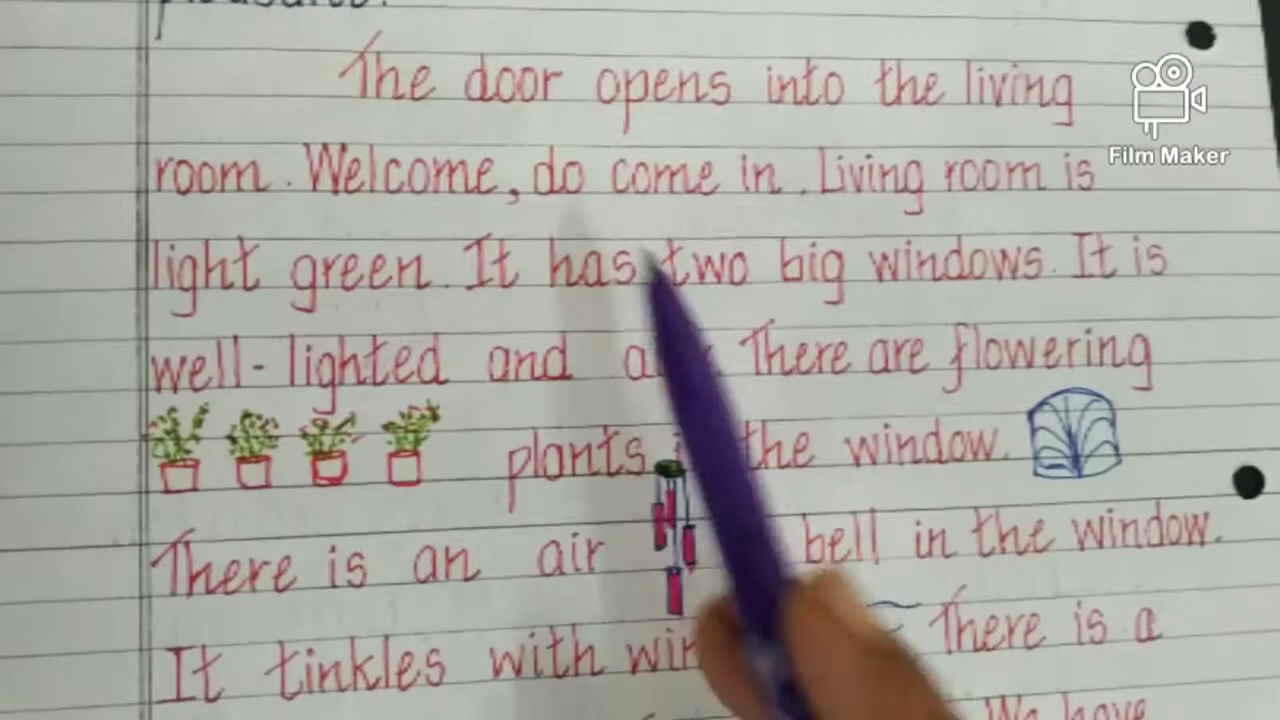 The door opens into the living
Film Maker
room. Welcome, do come in. Living room is
light green. It has two big windows. It is
well-lighted and There are flowering
plants the window.
There is an air bell in the window.
It tinkles with There is a
We have